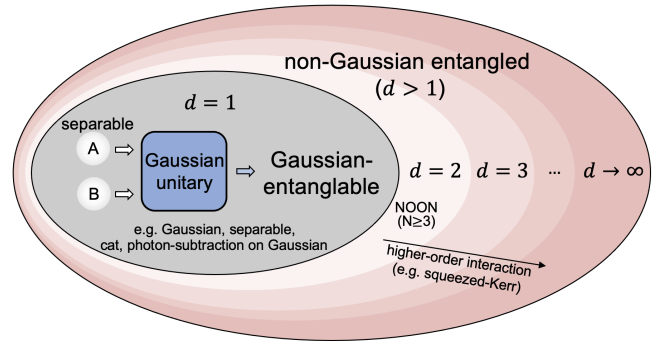 non-Gaussian entangled
(d > 1)
d = 1
separable
A
B
Gaussian
unitary
Gaussian-
entanglable
e.g. Gaussian, separable,
cat, photon-subtraction on Gaussian
d = 2
d = 3
...
d → ∞
NOON
(N≥3)
higher-order interaction
(e.g. squeezed-Kerr)